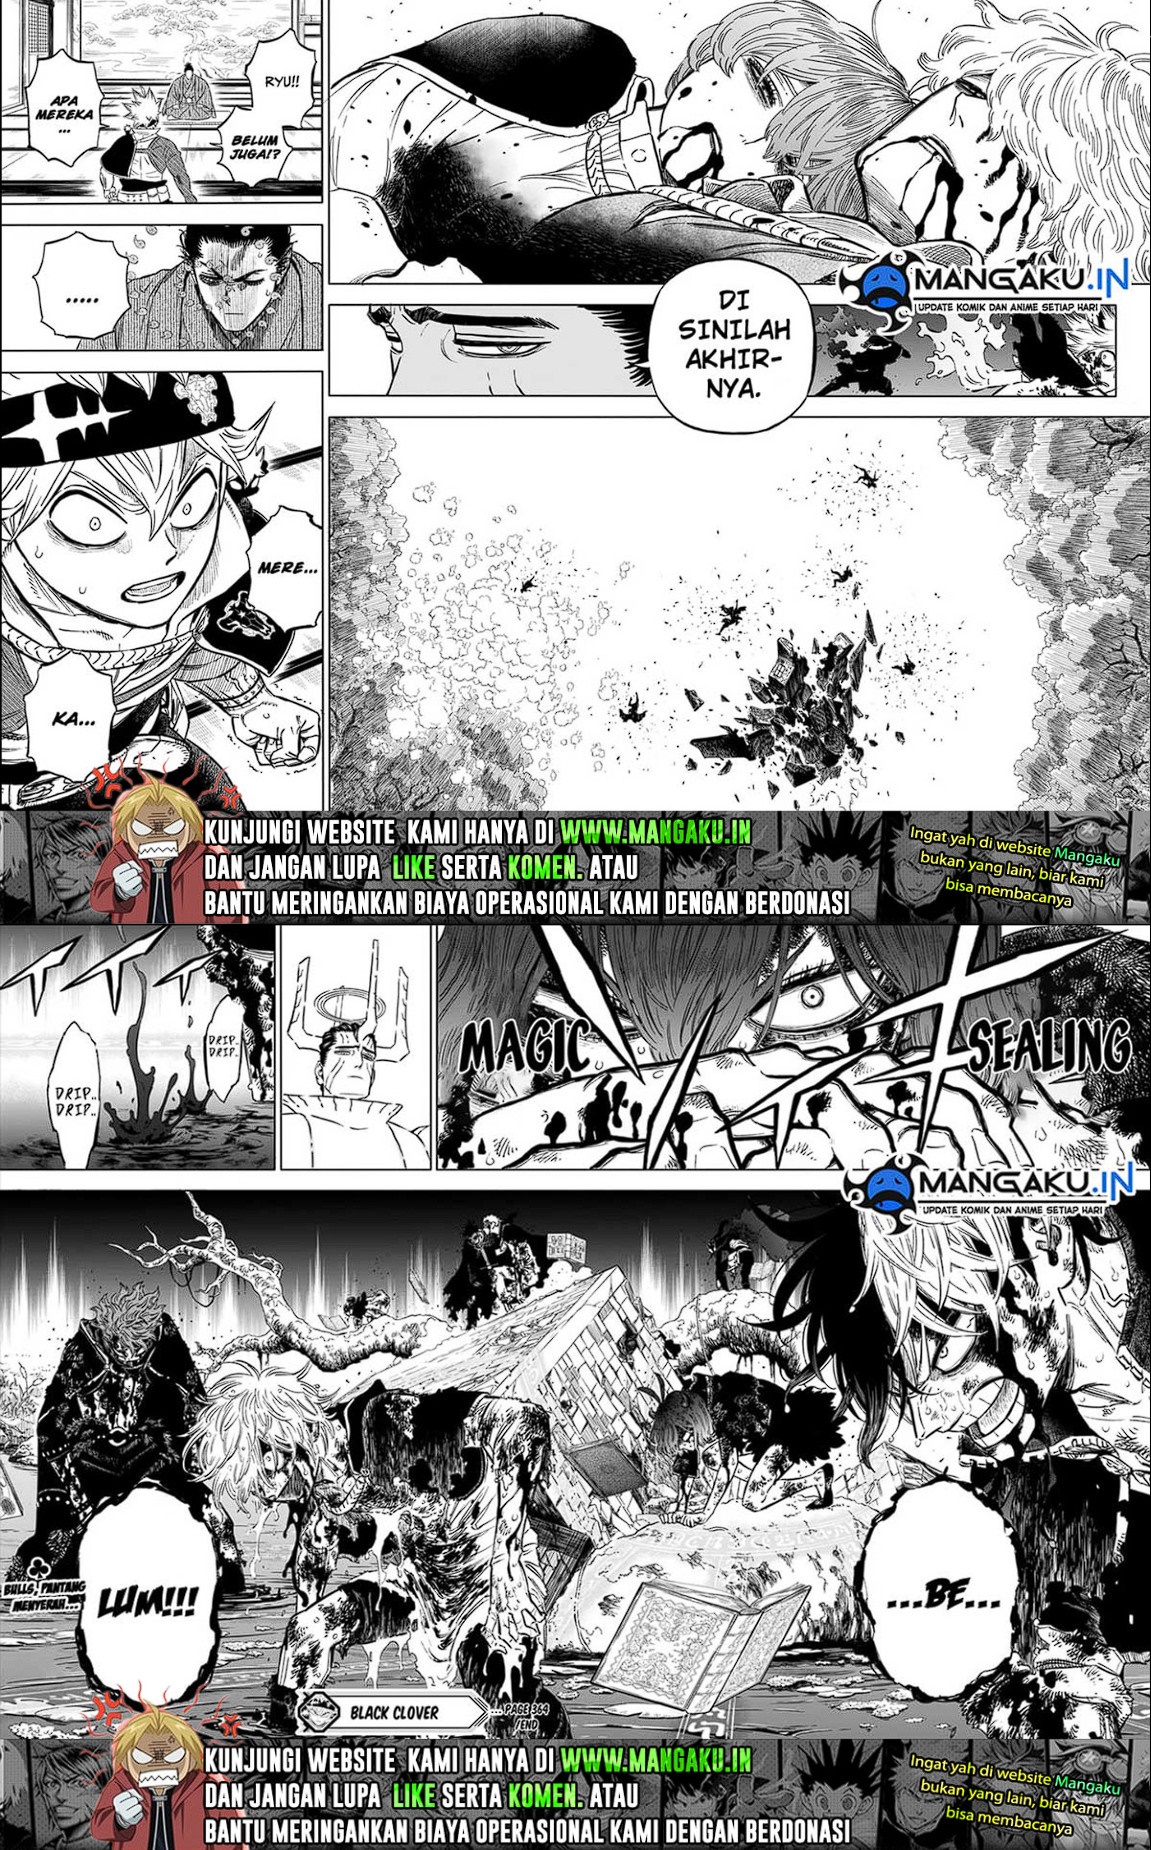 RYU!!
BELUM
JUGA!?
APA
MEREKA
...
.....
MERE...
KA...
DI
SINILAH
AKHIR-
NYA.
MANGAKU.IN
UPDATE KOMIK DAN ANIME SETIAP HARI
KUNJUNGI WEBSITE KAMI HANYA DI WWW.MANGAKU.IN
DAN JANGAN LUPA LIKE SERTA KOMEN. ATAU
BANTU MERINGANKAN BIAYA OPERASIONAL KAMI DENGAN BERDONASI
Ingat yah di website Mangaku
bukan yang lain, biar kami
bisa membacanya
MAGIC SEALING
DRIP..
DRIP..
DRIP..
DRIP..
MANGAKU.IN
UPDATE KOMIK DAN ANIME SETIAP HARI
...BE...
LUM!!!
BULLS, PANTANG
MENYERAH...
BLACK CLOVER
... PAGE 364
/END
KUNJUNGI WEBSITE KAMI HANYA DI WWW.MANGAKU.IN
DAN JANGAN LUPA LIKE SERTA KOMEN. ATAU
BANTU MERINGANKAN BIAYA OPERASIONAL KAMI DENGAN BERDONASI
Ingat yah di website Mangaku
bukan yang lain, biar kami
bisa membacanya